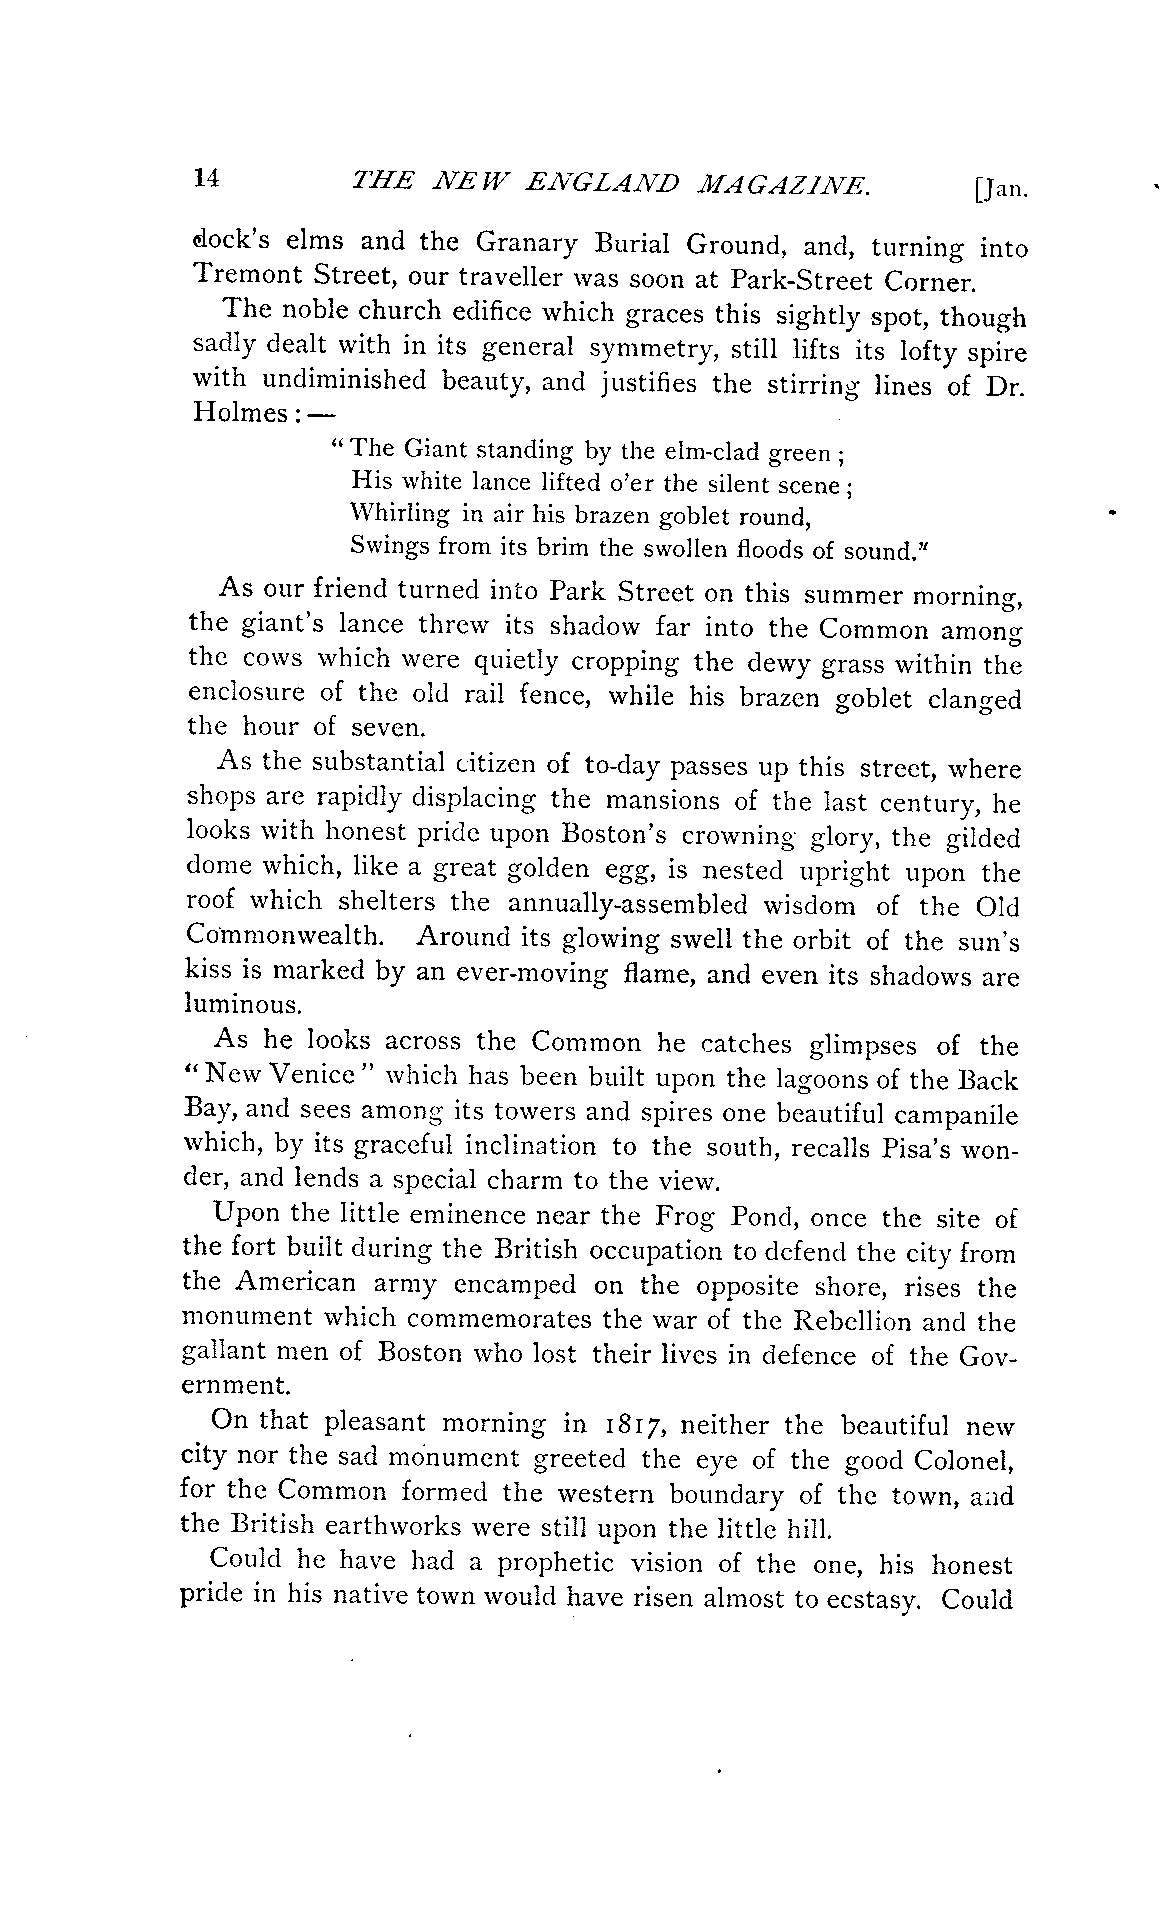 14 THE NEW ENGLAND MAGAZINE. [Jan.
dock's elms and the Granary Burial Ground, and, turning into
Tremont Street, our traveller was soon at Park-Street Corner.
The noble church edifice which graces this sightly spot, though
sadly dealt with in its general symmetry, still lifts its lofty spire
with undiminished beauty, and justifies the stirring lines of Dr.
Holmes : —
" The Giant standing by the elm-clad green ;
His white lance lifted o'er the silent scene ;
Whirling in air his brazen goblet round,
Swings from its brim the swollen floods of sound."
As our friend turned into Park Street on this summer morning,
the giant's lance threw its shadow far into the Common among
the cows which were quietly cropping the dewy grass within the
enclosure of the old rail fence, while his brazen goblet clanged
the hour of seven.
As the substantial citizen of to-day passes up this street, where
shops are rapidly displacing the mansions of the last century, he
looks with honest pride upon Boston's crowning glory, the gilded
dome which, like a great golden egg, is nested upright upon the
roof which shelters the annually-assembled wisdom of the Old
Commonwealth. Around its glowing swell the orbit of the sun's
kiss is marked by an ever-moving flame, and even its shadows are
luminous.
As he looks across the Common he catches glimpses of the
" New Venice " which has been built upon the lagoons of the Back
Bay, and sees among its towers and spires one beautiful campanile
which, by its graceful inclination to the south, recalls Pisa's won-
der, and lends a special charm to the view.
Upon the little eminence near the Frog Pond, once the site of
the fort built during the British occupation to defend the city from
the American army encamped on the opposite shore, rises the
monument which commemorates the war of the Rebellion and the
gallant men of Boston who lost their lives in defence of the Gov-
ernment.
On that pleasant morning in 1817, neither the beautiful new
city nor the sad monument greeted the eye of the good Colonel,
for the Common formed the western boundary of the town, and
the British earthworks were still upon the little hill.
Could he have had a prophetic vision of the one, his honest
pride in his native town would have risen almost to ecstasy. Could